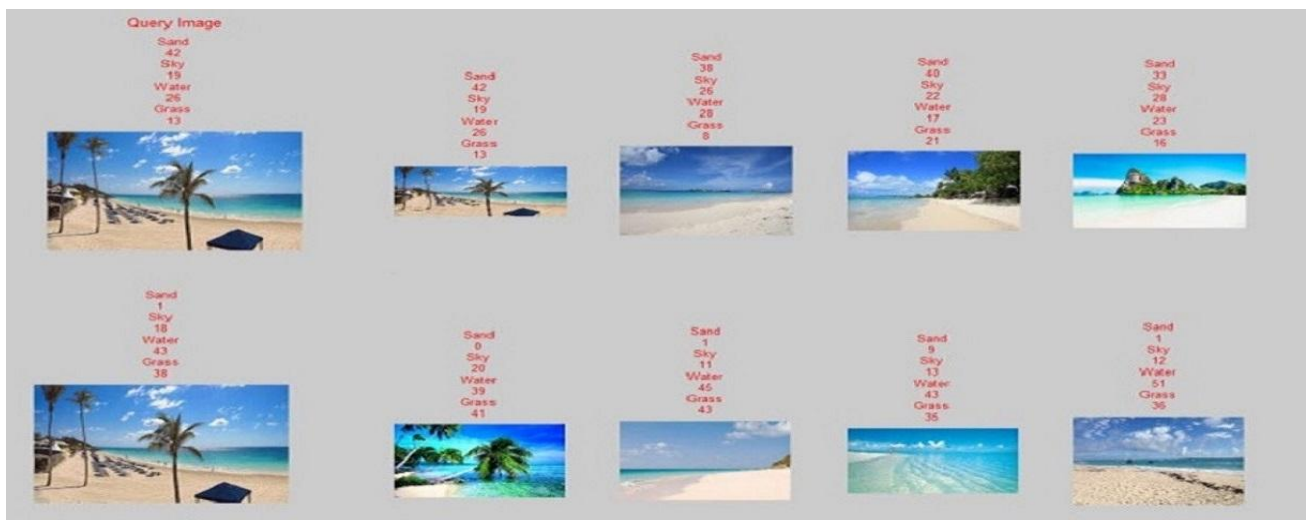 Query Image
Sand
42
Sky
19
Water
26
Grass
13
Sand
42
Sky
19
Water
26
Grass
13
Sand
38
Sky
26
Water
28
Grass
8
Sand
40
Sky
22
Water
17
Grass
21
Sand
33
Sky
28
Water
23
Grass
16
Sand
1
Sky
18
Water
43
Grass
38
Sand
0
Sky
20
Water
39
Grass
41
Sand
1
Sky
11
Water
45
Grass
43
Sand
9
Sky
13
Water
43
Grass
35
Sand
1
Sky
12
Water
51
Grass
36